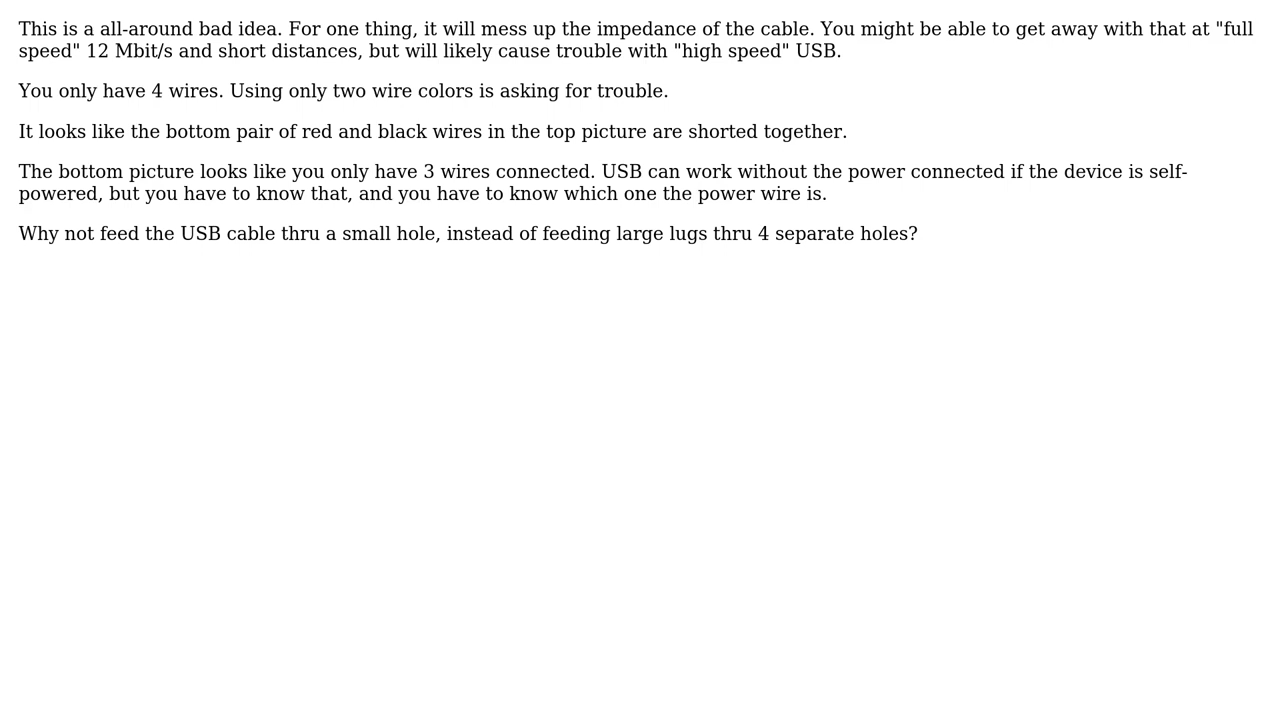 This is a all-around bad idea. For one thing, it will mess up the impedance of the cable. You might be able to get away with that at "full
speed" 12 Mbit/s and short distances, but will likely cause trouble with "high speed" USB.
You only have 4 wires. Using only two wire colors is asking for trouble.
It looks like the bottom pair of red and black wires in the top picture are shorted together.
The bottom picture looks like you only have 3 wires connected. USB can work without the power connected if the device is self-
powered, but you have to know that, and you have to know which one the power wire is.
Why not feed the USB cable thru a small hole, instead of feeding large lugs thru 4 separate holes?